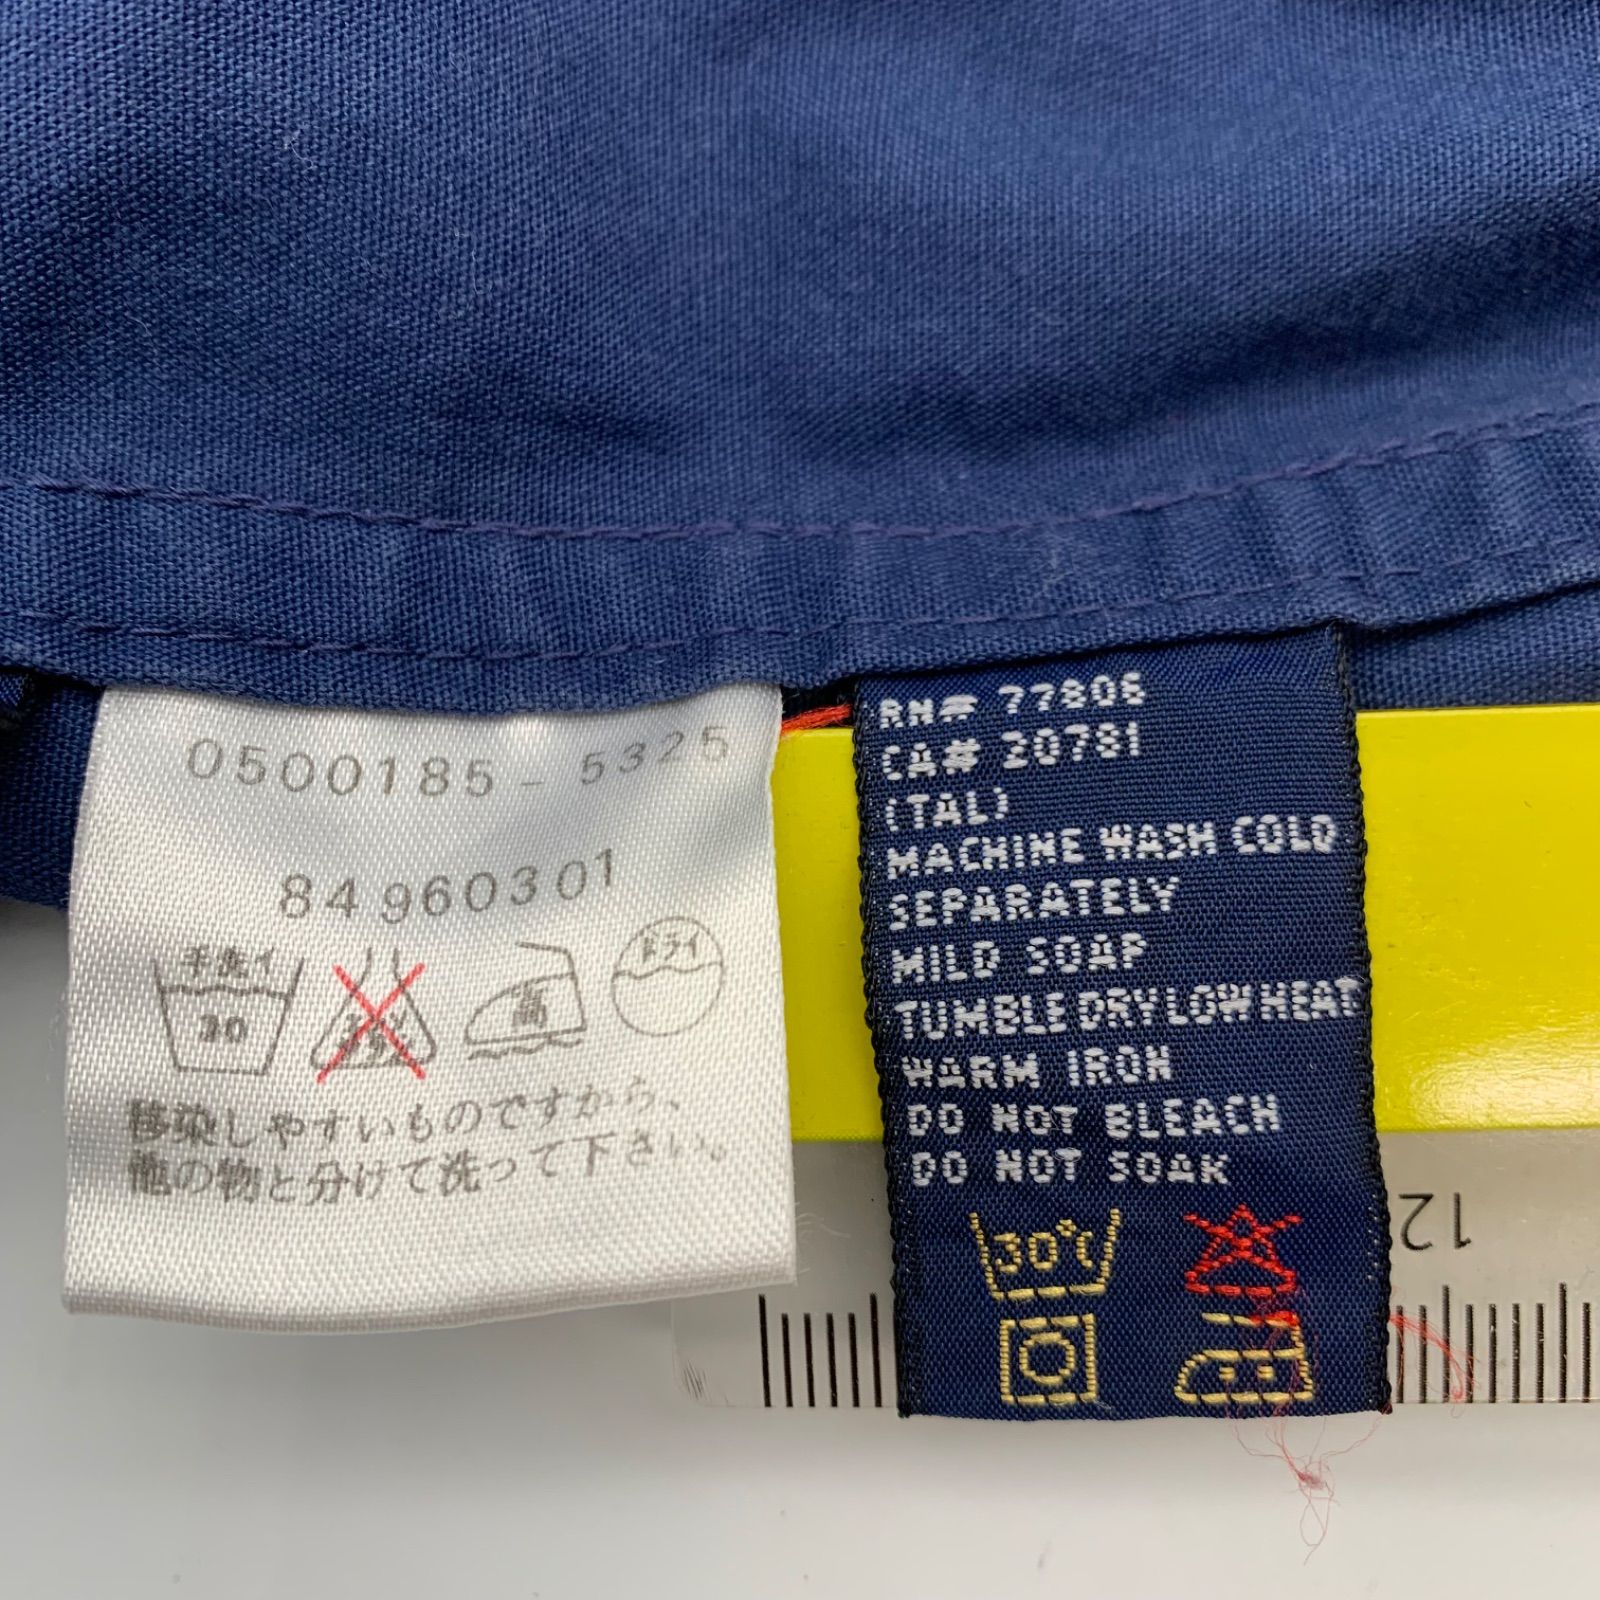 0500185-5325
84960301
手洗イ
30
高
ドライ
移染しやすいものですから、
他の物と分けて洗って下さい。
RN# 77806
CA# 20781
(TAL)
MACHINE WASH COLD
SEPARATELY
MILD SOAP
TUMBLE DRY LOW HEAT
WARM IRON
DO NOT BLEACH
DO NOT SOAK
30°C
12